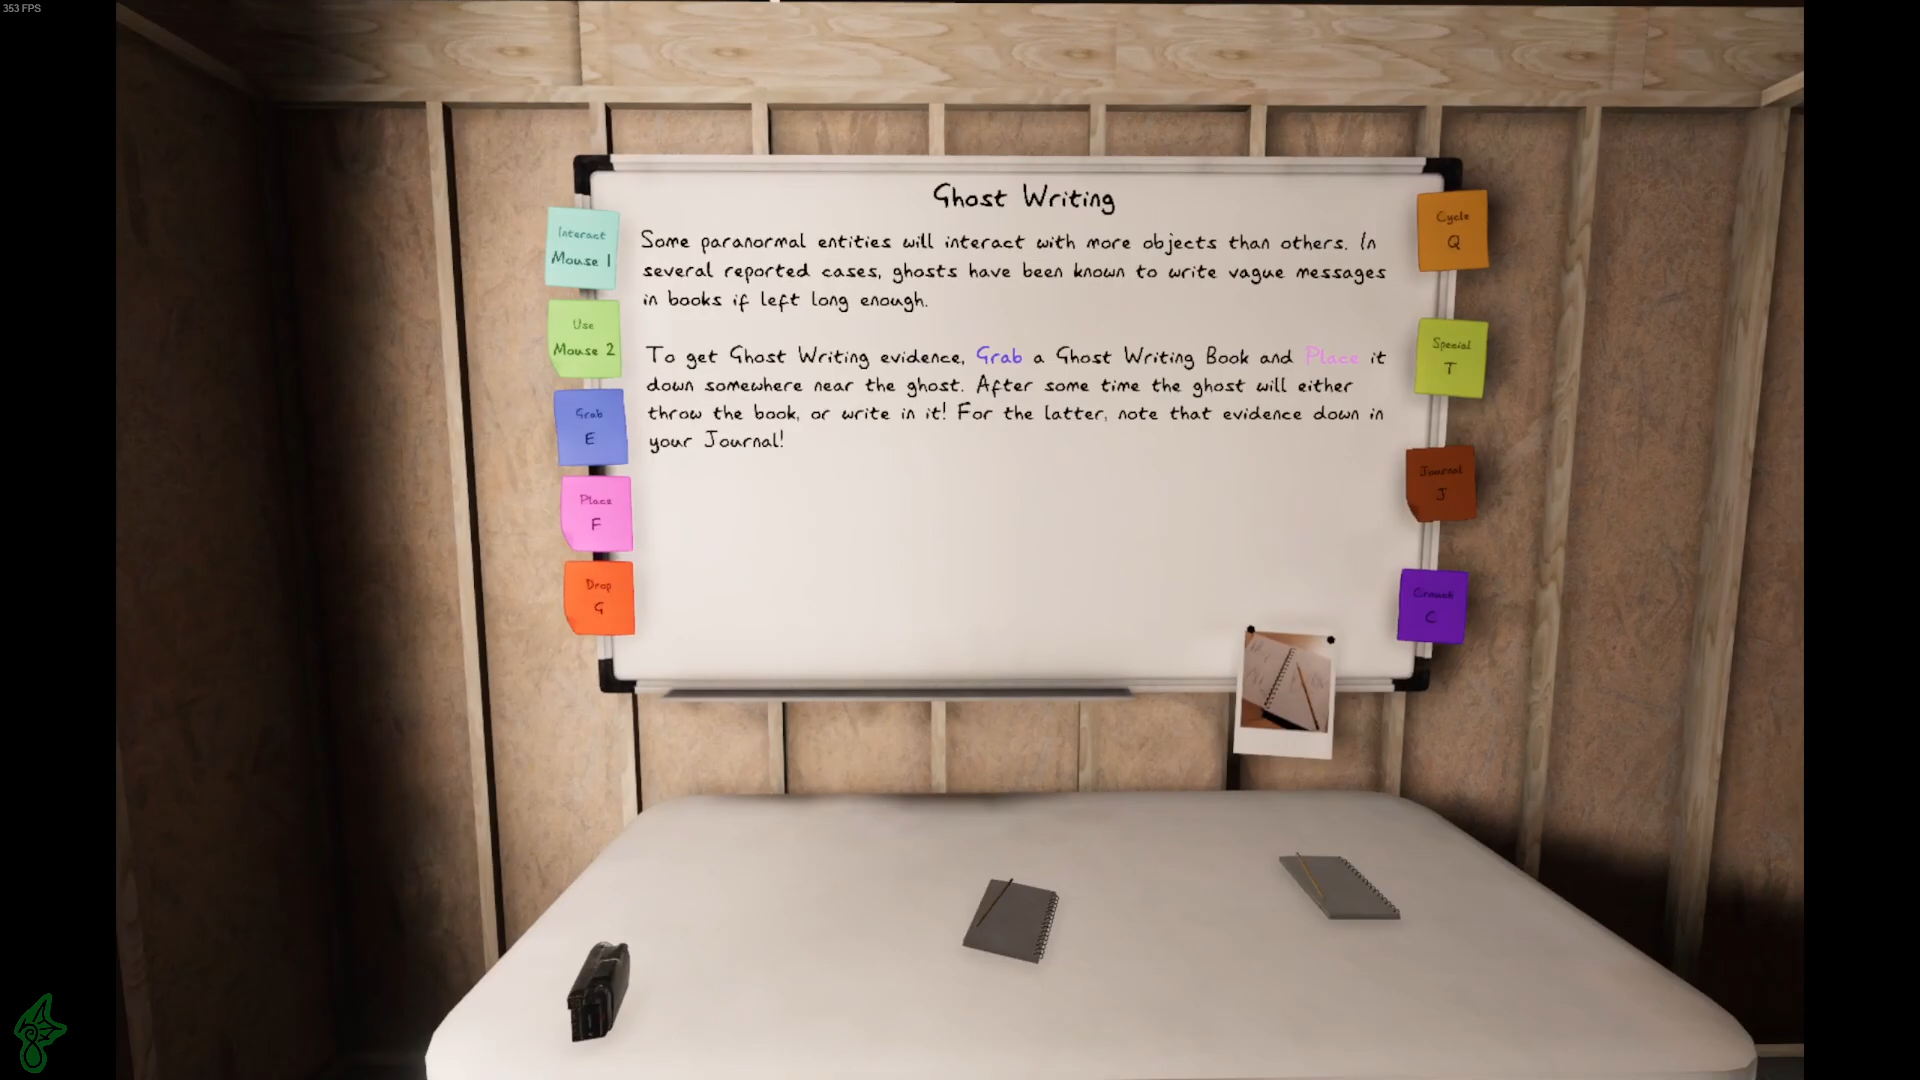 353 FPS
Ghost Writing
Some paranormal entities will interact with more objects than others. In
several reported cases, ghosts have been known to write vague messages
in books if left long enough.
To get Ghost Writing evidence, Grab a Ghost Writing Book and Place it
down somewhere near the ghost. After some time the ghost will either
throw the book, or write in it! For the latter, note that evidence down in
your Journal!
Interact
Mouse 1
Use
Mouse 2
Grab
E
Place
F
Drop
G
Cycle
Q
Special
T
Journal
J
Crouch
C